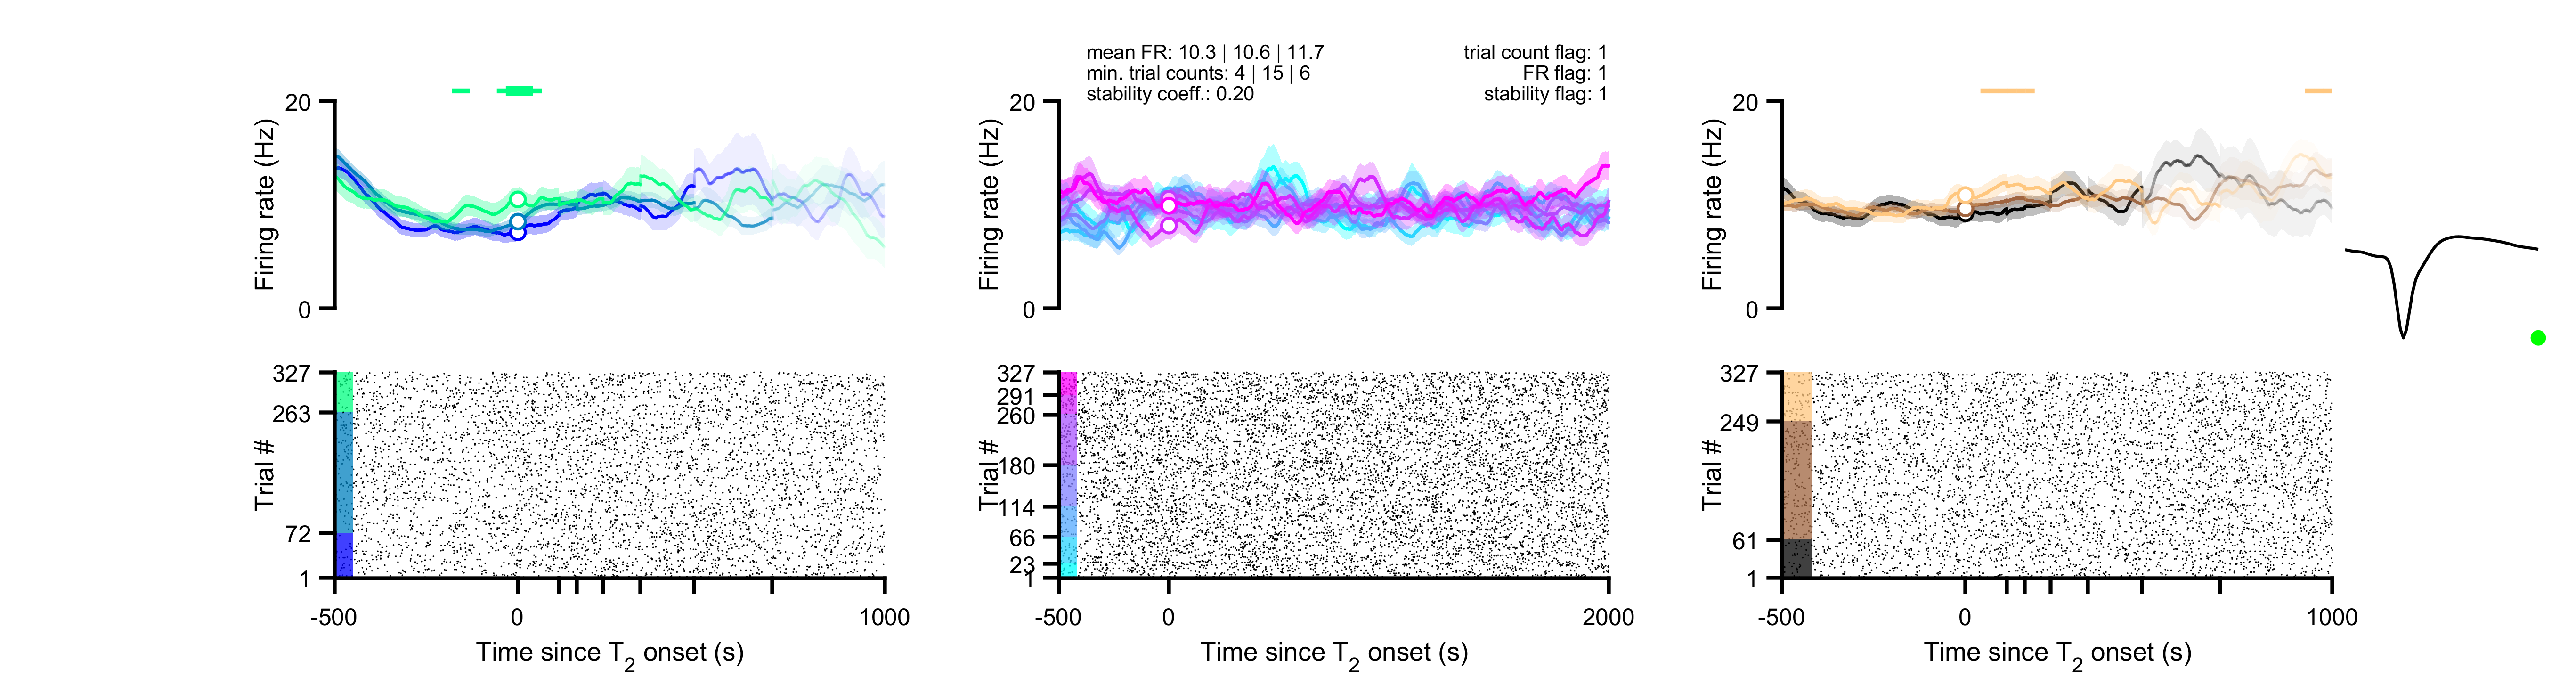 mean FR: 10.3 | 10.6 | 11.7
min. trial counts: 4 | 15 | 6
stability coeff.: 0.20
trial count flag: 1
FR flag: 1
stability flag: 1
20
0
Firing rate (Hz)
20
0
Firing rate (Hz)
20
0
Firing rate (Hz)
327
263
72
1
Trial #
-500
0
1000
Time since T2 onset (s)
327
291
260
180
114
66
23
1
Trial #
-500
0
2000
Time since T2 onset (s)
327
249
61
1
Trial #
-500
0
1000
Time since T2 onset (s)